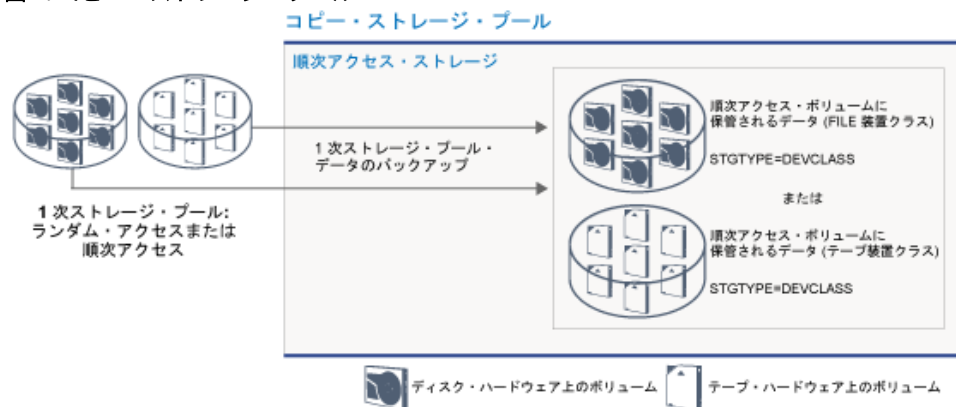 コピー・ストレージ・プール
順次アクセス・ストレージ
順次アクセス・ボリュームに
保管されるデータ (FILE 装置クラス)
STGTYPE=DEVCLASS
または
順次アクセス・ボリュームに
保管されるデータ (テープ装置クラス)
STGTYPE=DEVCLASS
1 次ストレージ・プール・
データのバックアップ
1 次ストレージ・プール:
ランダム・アクセスまたは
順次アクセス
ディスク・ハードウェア上のボリューム
テープ・ハードウェア上のボリューム